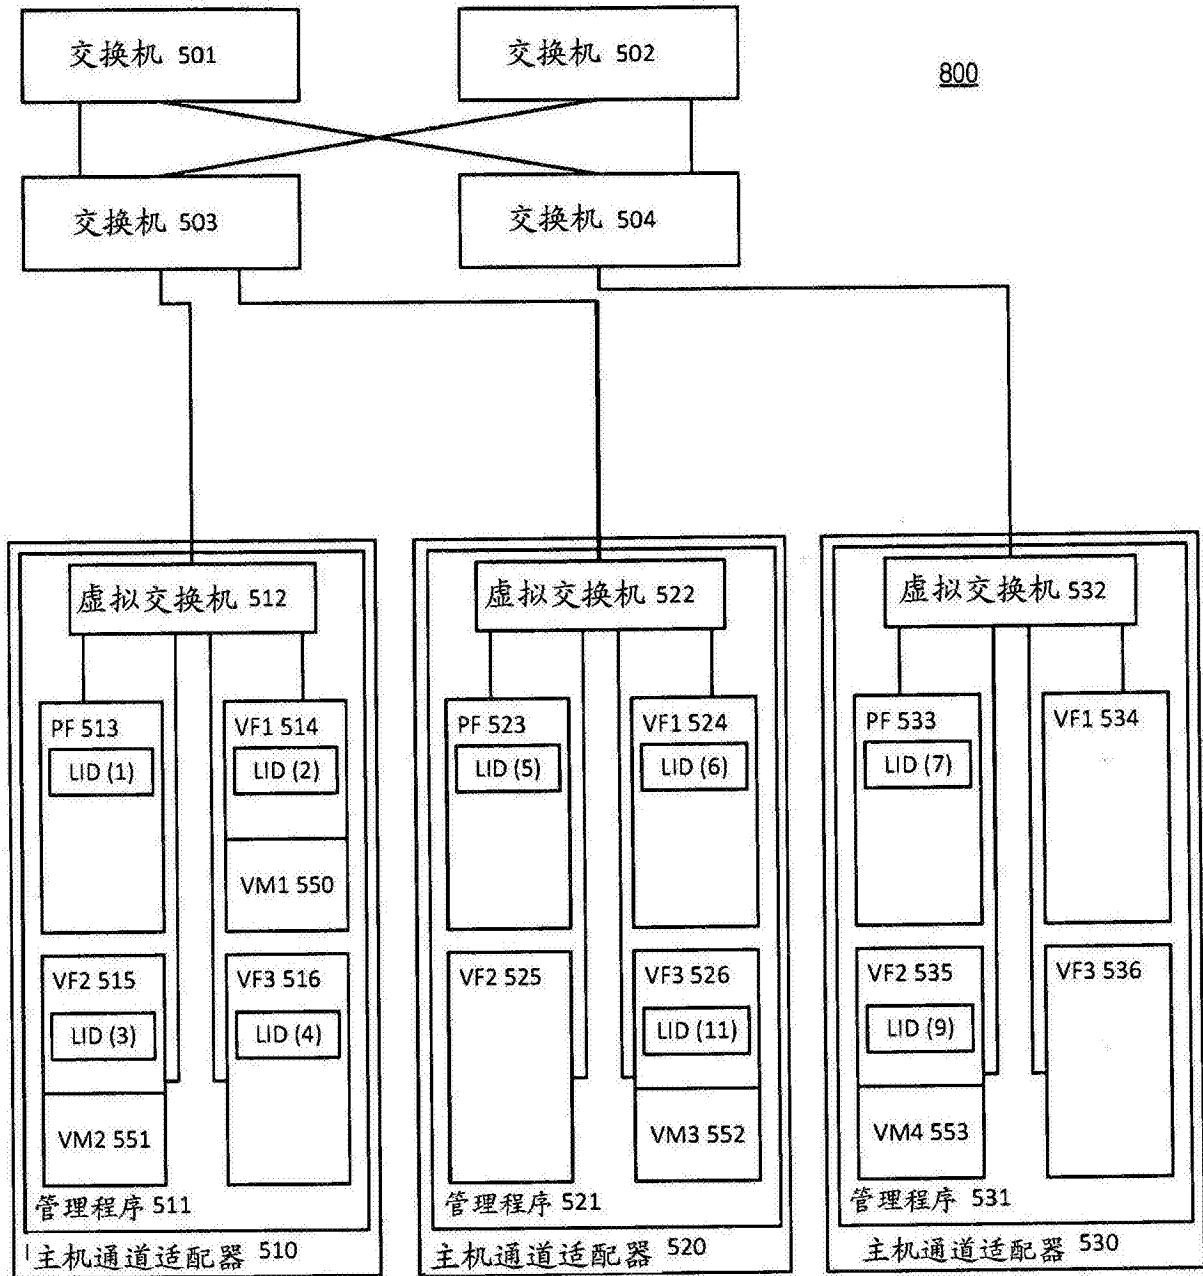 交换机 501
交换机 502
800
交换机 503
交换机 504
虚拟交换机 512
PF 513
LID (1)
VF1 514
LID (2)
VM1 550
VF2 515
LID (3)
VM2 551
VF3 516
LID (4)
管理程序 511
主机通道适配器 510
虚拟交换机 522
PF 523
LID (5)
VF1 524
LID (6)
VF2 525
VF3 526
LID (11)
VM3 552
管理程序 521
主机通道适配器 520
虚拟交换机 532
PF 533
LID (7)
VF1 534
VF2 535
LID (9)
VM4 553
VF3 536
管理程序 531
主机通道适配器 530